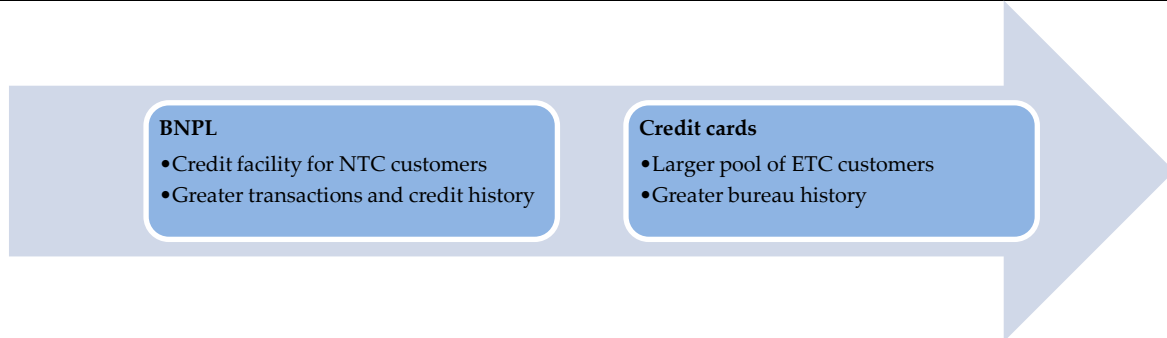 BNPL
•Credit facility for NTC customers
•Greater transactions and credit history
Credit cards
•Larger pool of ETC customers
•Greater bureau history